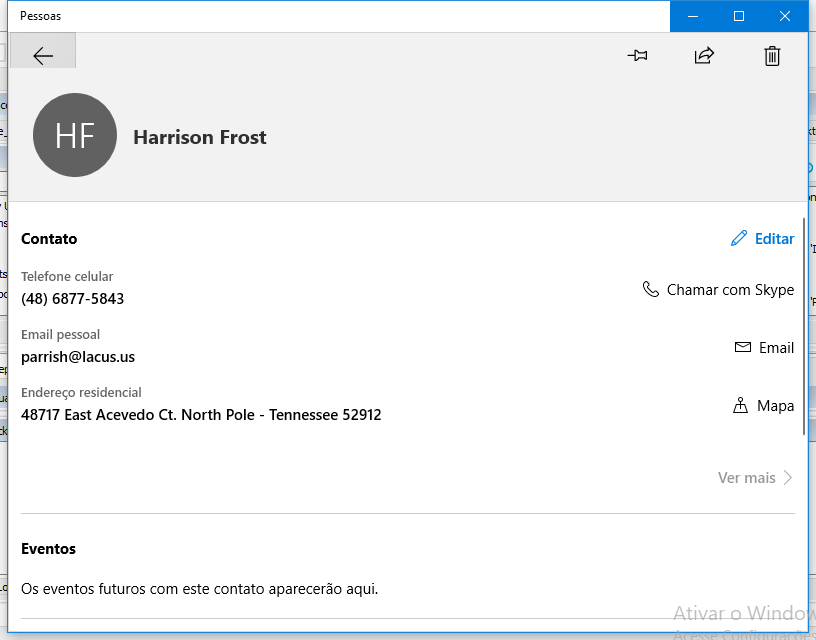 Pessoas
HF
Harrison Frost
Contato
Editar
Telefone celular
(48) 6877-5843
Chamar com Skype
Email pessoal
parrish@lacus.us
Email
Endereço residencial
48717 East Acevedo Ct. North Pole - Tennessee 52912
Mapa
Ver mais
Eventos
Os eventos futuros com este contato aparecerão aqui.
Ativar o Window
Acesse Configurações